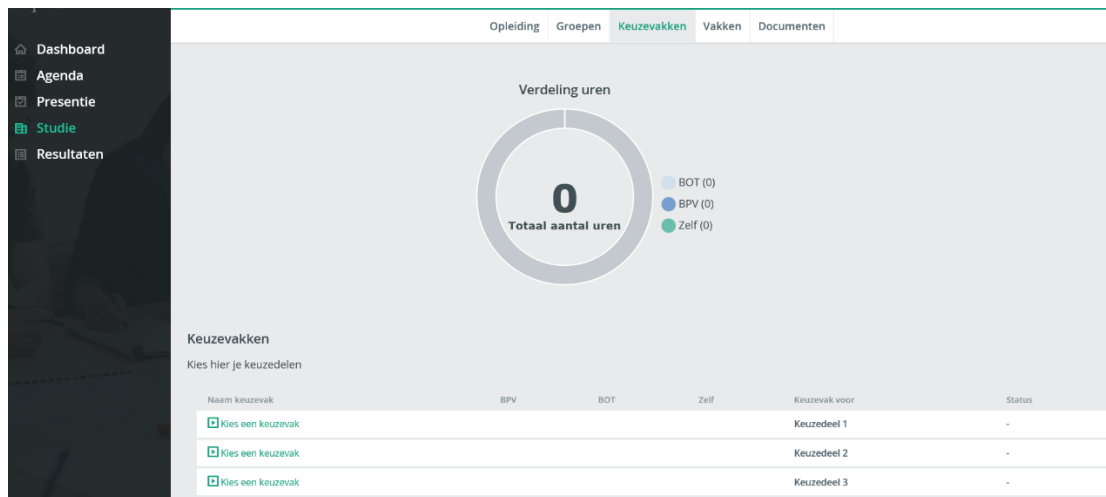 Opleiding Groepen Keuzevakken Vakken Documenten
Dashboard
Agenda
Presentie
Studie
Resultaten
Verdeling uren
0
Totaal aantal uren
BOT (0)
BPV (0)
Zelf (0)
Keuzevakken
Kies hier je keuzedelen
Naam keuzevak BPV BOT Zelf Keuzevak voor Status
Kies een keuzevak Keuzedeel 1 -
Kies een keuzevak Keuzedeel 2 -
Kies een keuzevak Keuzedeel 3 -